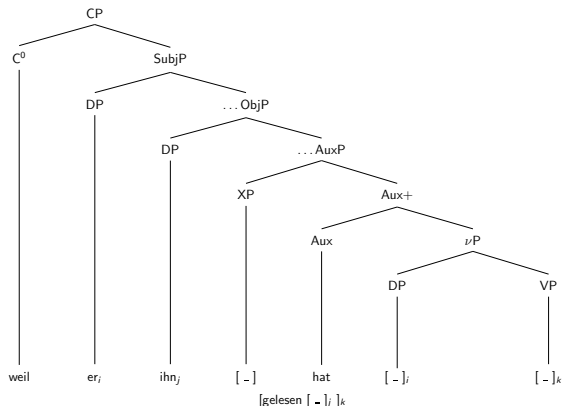 CP
C⁰ SubjP
DP …ObjP
DP …AuxP
XP Aux+
Aux νP
DP VP
weil erᵢ ihnⱼ [ _ ] hat [ _ ]ᵢ [ _ ]ₖ
[gelesen [ _ ]ⱼ ]ₖ